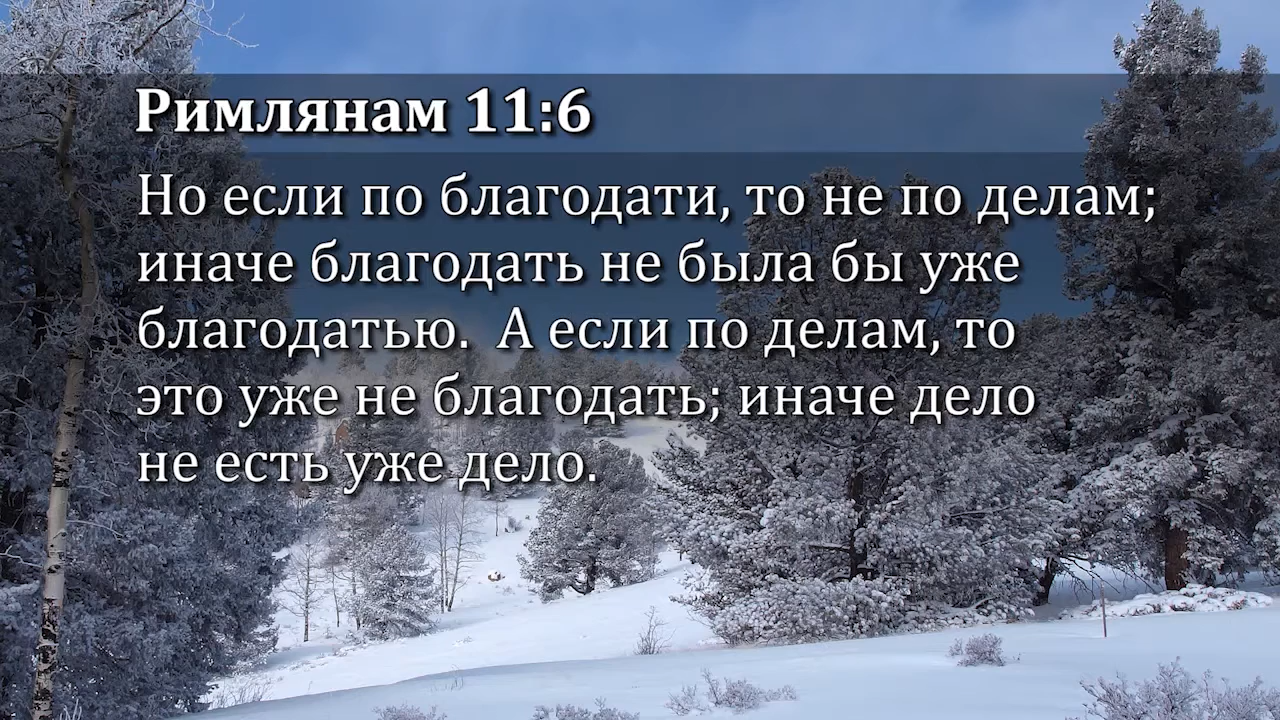 Римлянам 11:6
Но если по благодати, то не по делам;
иначе благодать не была бы уже
благодатью.  А если по делам, то
это уже не благодать; иначе дело
не есть уже дело.